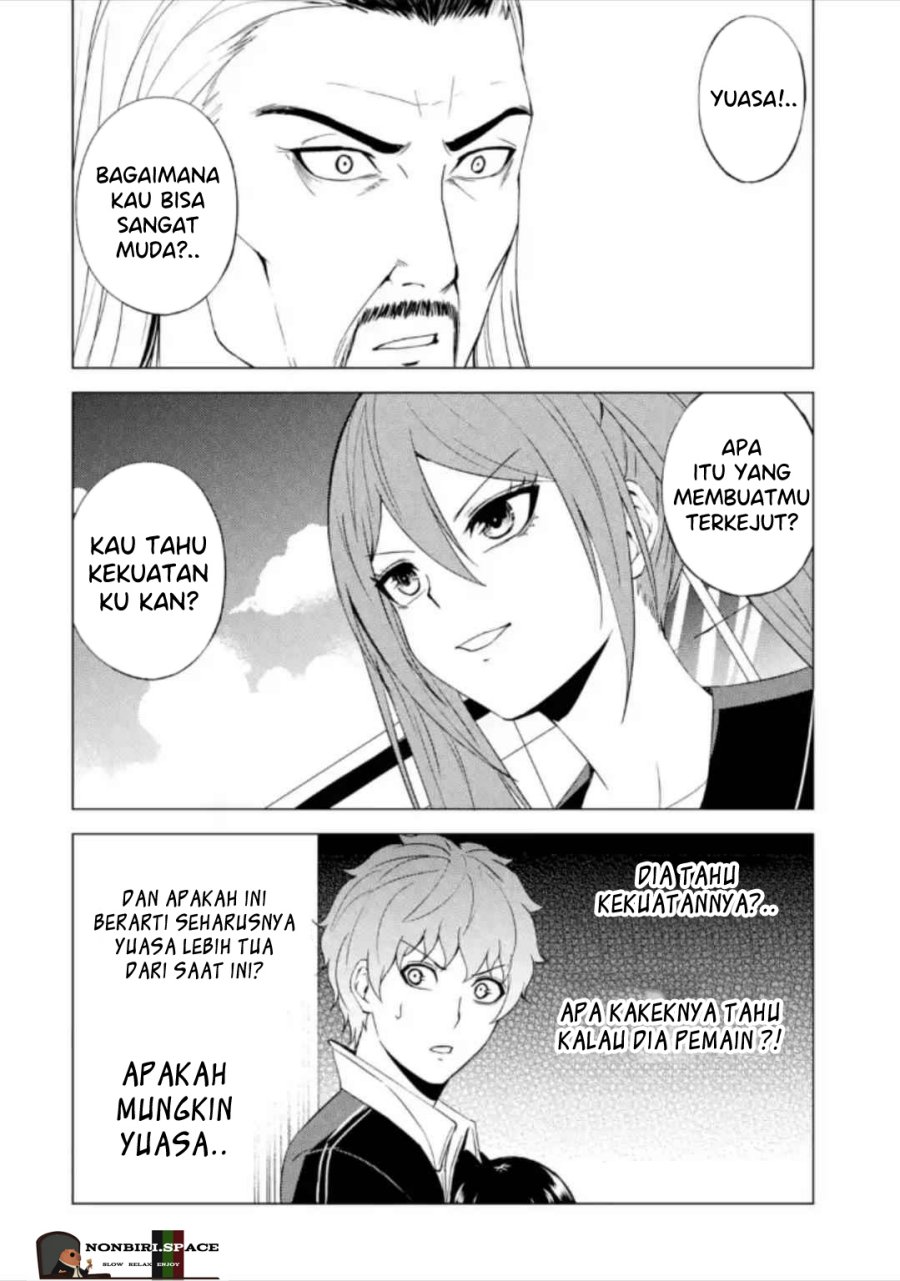 YUASA!..
BAGAIMANA
KAU BISA
SANGAT
MUDA?..
APA
ITU YANG
MEMBUATMU
TERKEJUT?
KAU TAHU
KEKUATAN
KU KAN?
DIA TAHU
KEKUATANNYA?..
APA KAKEKNYA TAHU
KALAU DIA PEMAIN ?!
DAN APAKAH INI
BERARTI SEHARUSNYA
YUASA LEBIH TUA
DARI SAAT INI?
APAKAH
MUNGKIN
YUASA..
NONBIRI.SPACE
SLOW RELAX ENJOY